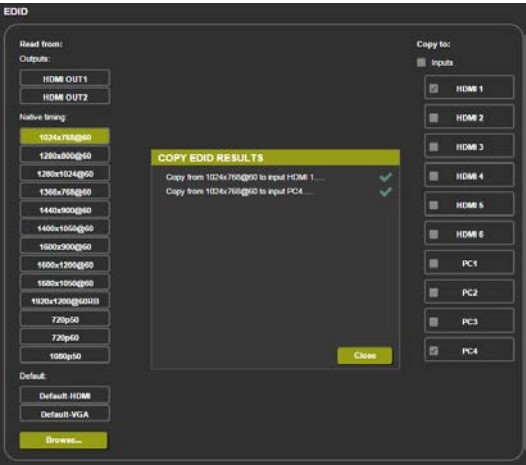 EDID
Read from:
Outputs:
HDMI OUT1
HDMI OUT2
Native timing:
1024x768@60
1280x800@60
1280x1024@60
1366x768@60
1440x900@60
1400x1050@60
1600x900@60
1600x1200@60
1680x1050@60
1920x1200@60RB
720p50
720p60
1080p50
Default:
Default-HDMI
Default-VGA
Browse...
COPY EDID RESULTS
Copy from 1024x768@60 to input HDMI 1.....
Copy from 1024x768@60 to input PC4.....
Close
Copy to:
Inputs
HDMI 1
HDMI 2
HDMI 3
HDMI 4
HDMI 5
HDMI 6
PC1
PC2
PC3
PC4